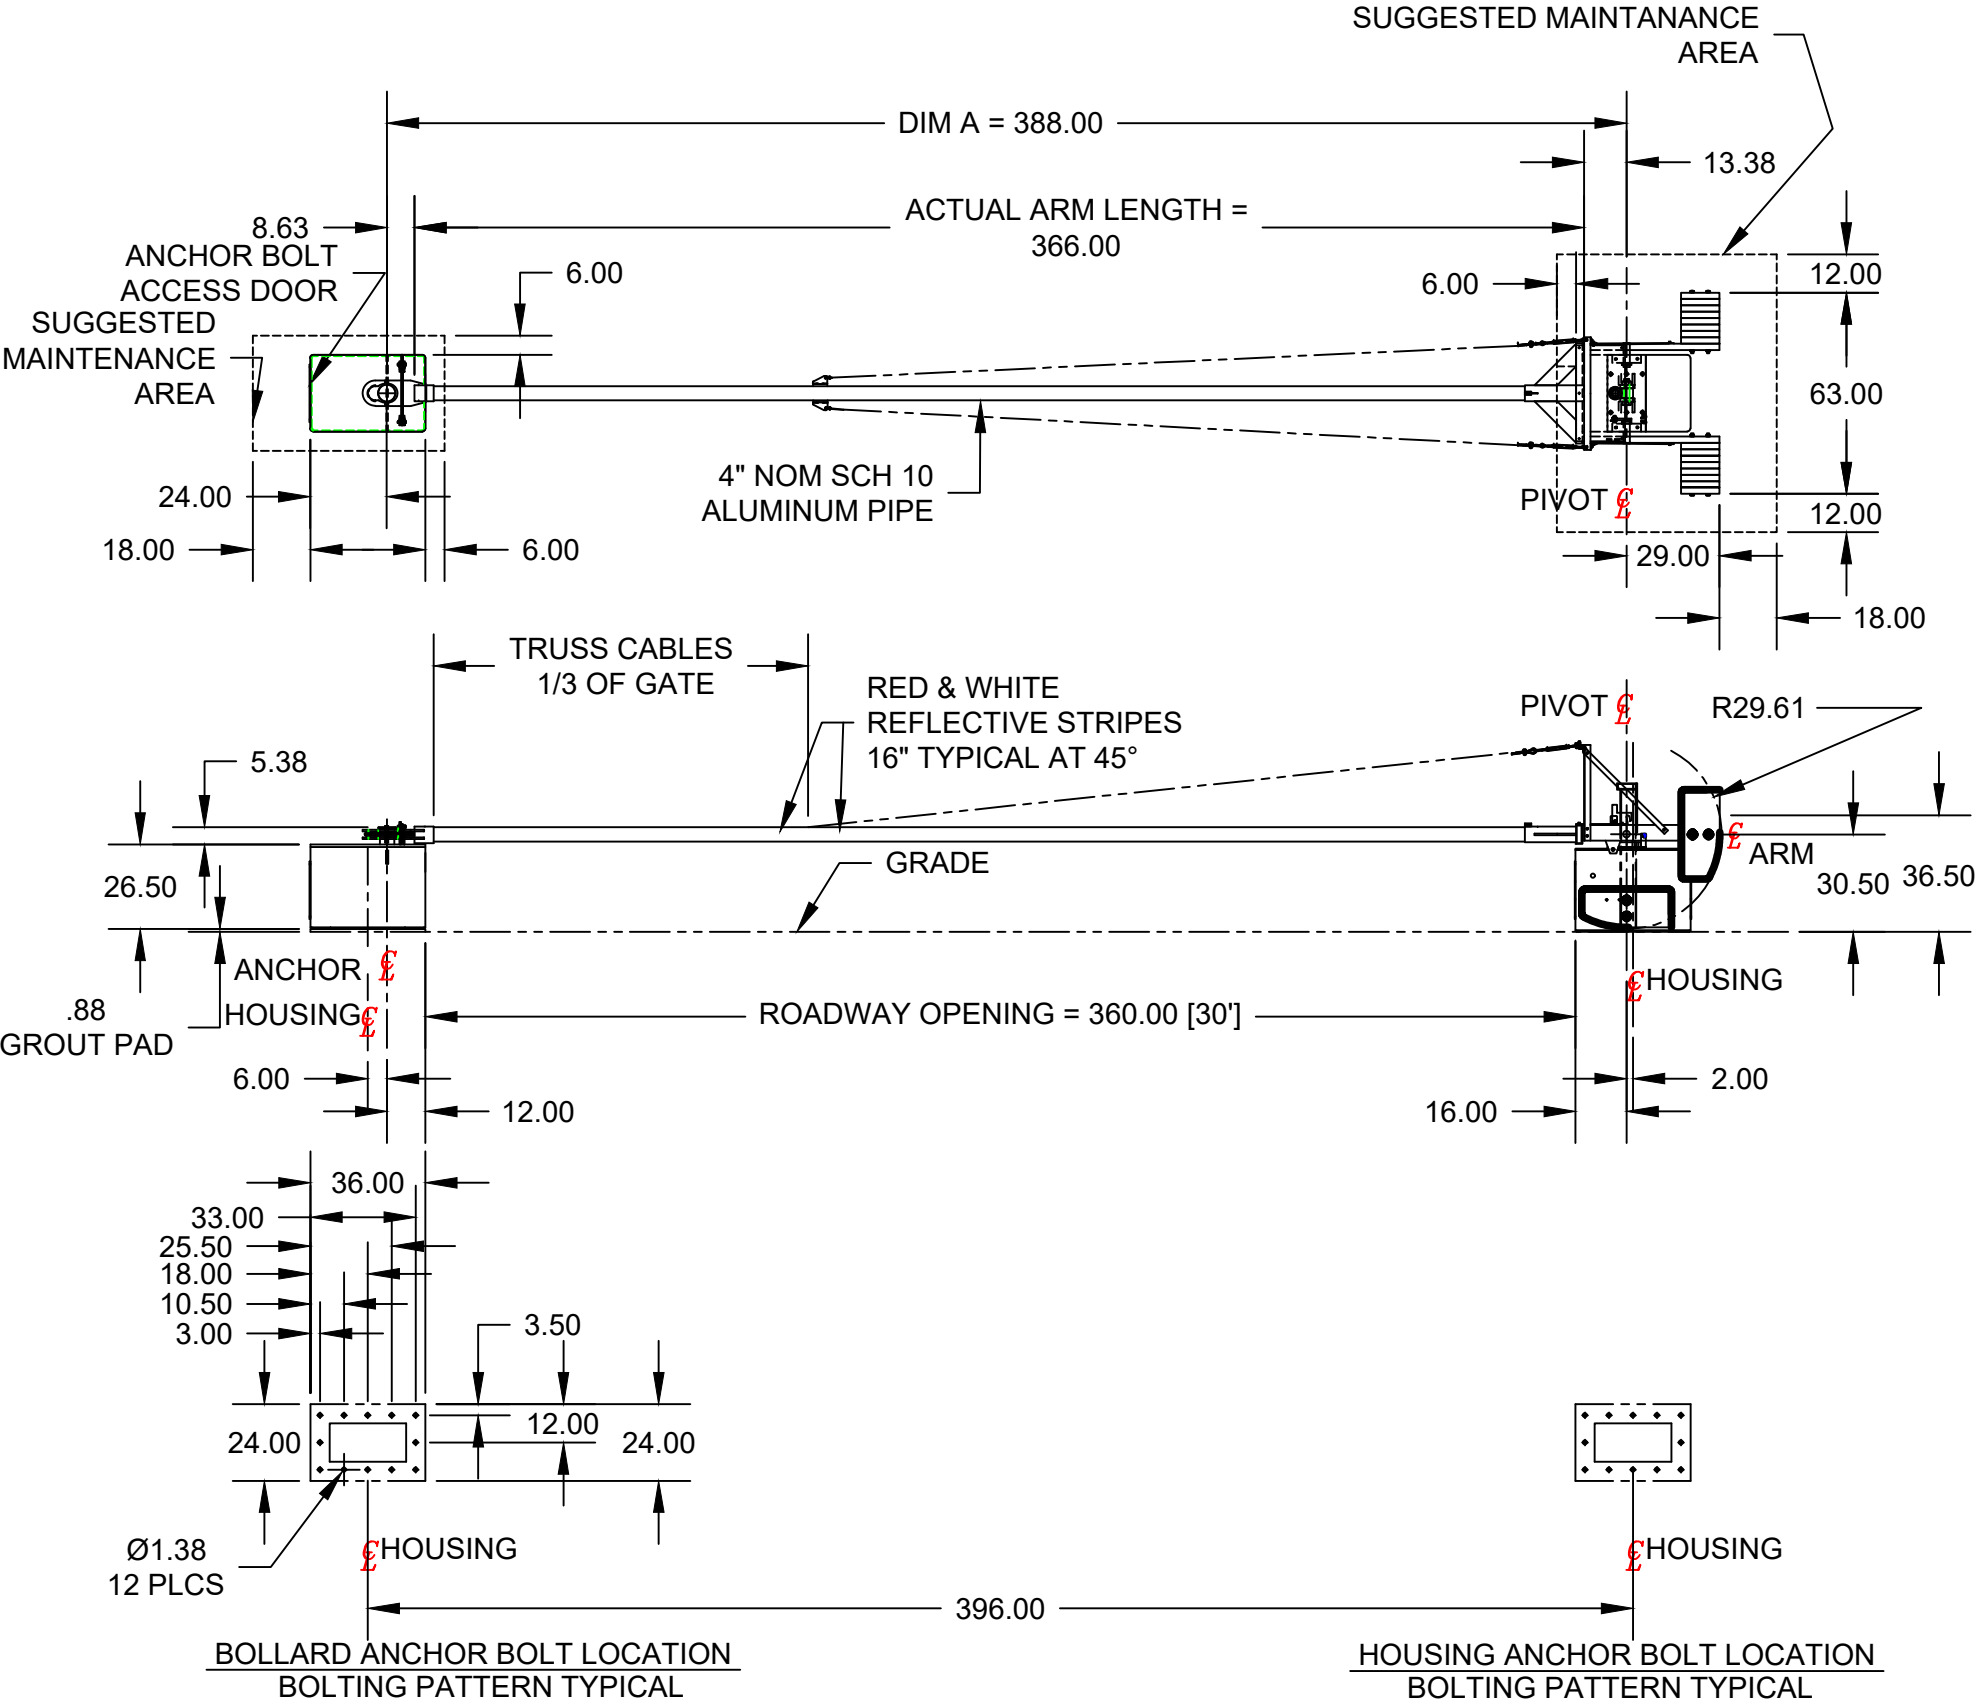 SUGGESTED MAINTANANCE
AREA
DIM A = 388.00
13.38
8.63
ACTUAL ARM LENGTH =
366.00
ANCHOR BOLT
ACCESS DOOR
6.00
6.00
12.00
SUGGESTED
MAINTENANCE
AREA
63.00
4" NOM SCH 10
ALUMINUM PIPE
24.00
PIVOT ℄
12.00
18.00
6.00
29.00
18.00
TRUSS CABLES
1/3 OF GATE
RED & WHITE
REFLECTIVE STRIPES
16" TYPICAL AT 45°
PIVOT ℄
R29.61
5.38
26.50
GRADE
℄
ARM
30.50
36.50
ANCHOR ℄
HOUSING ℄
.88
GROUT PAD
℄ HOUSING
ROADWAY OPENING = 360.00 [30']
6.00
12.00
2.00
16.00
36.00
33.00
25.50
18.00
10.50
3.00
3.50
24.00
12.00
24.00
Ø1.38
12 PLCS
℄ HOUSING
℄ HOUSING
396.00
BOLLARD ANCHOR BOLT LOCATION
BOLTING PATTERN TYPICAL
HOUSING ANCHOR BOLT LOCATION
BOLTING PATTERN TYPICAL